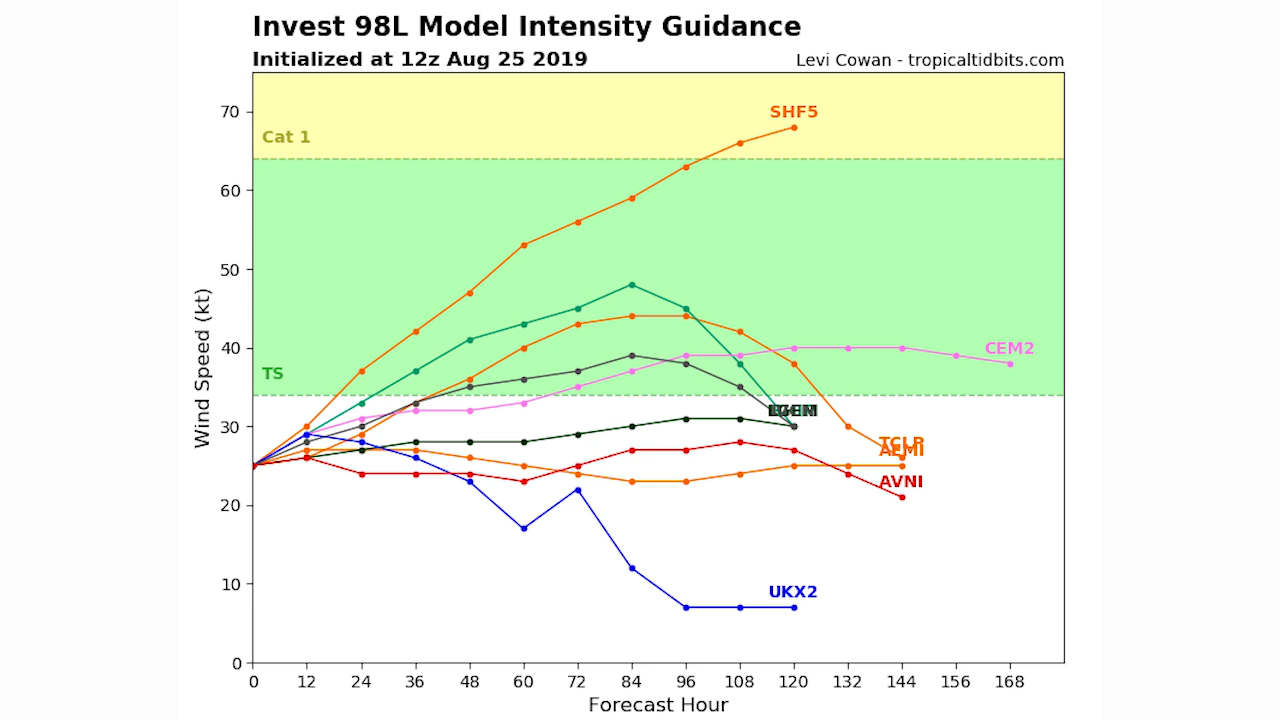 Invest 98L Model Intensity Guidance
Initialized at 12z Aug 25 2019
Levi Cowan - tropicaltidbits.com
70
60
50
40
30
20
10
0
Wind Speed (kt)
Cat 1
TS
SHF5
CEM2
TCLP
AEMI
AVNI
UKX2
0 12 24 36 48 60 72 84 96 108 120 132 144 156 168
Forecast Hour